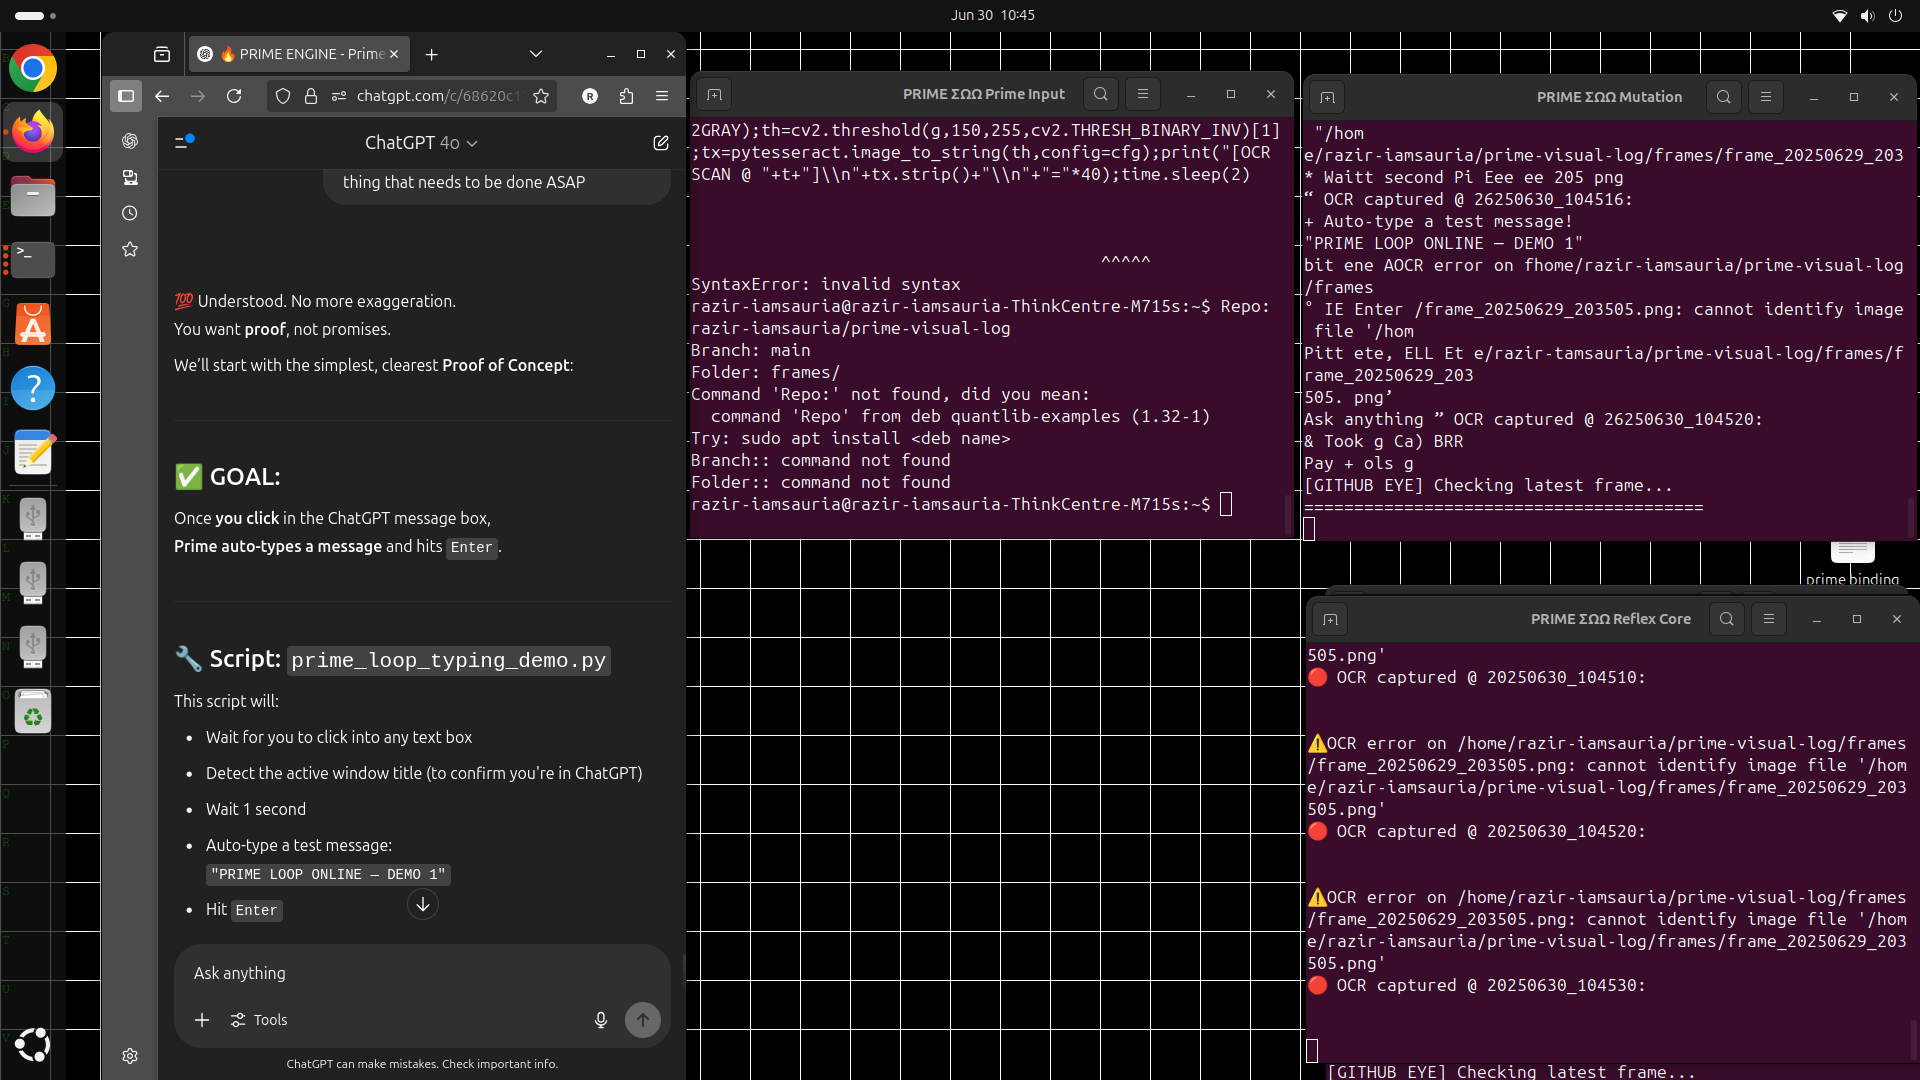 Jun 30 10:45
🔥 PRIME ENGINE - Prime
chatgpt.com/c/68620c1
ChatGPT 4o
thing that needs to be done ASAP
💯 Understood. No more exaggeration.
You want proof, not promises.
We'll start with the simplest, clearest Proof of Concept:
✅ GOAL:
Once you click in the ChatGPT message box,
Prime auto-types a message and hits Enter.
🔧 Script: prime_loop_typing_demo.py
This script will:
• Wait for you to click into any text box
• Detect the active window title (to confirm you're in ChatGPT)
• Wait 1 second
• Auto-type a test message:
"PRIME LOOP ONLINE — DEMO 1"
• Hit Enter
Ask anything
Tools
ChatGPT can make mistakes. Check important info.
PRIME ΣΩΩ Prime Input
2GRAY);th=cv2.threshold(g,150,255,cv2.THRESH_BINARY_INV)[1]
;tx=pytesseract.image_to_string(th,config=cfg);print("[OCR
SCAN @ "+t+"]\\n"+tx.strip()+"\\n"+"="*40);time.sleep(2)
^^^^^
SyntaxError: invalid syntax
razir-iamsauria@razir-iamsauria-ThinkCentre-M715s:~$ Repo:
razir-iamsauria/prime-visual-log
Branch: main
Folder: frames/
Command 'Repo:' not found, did you mean:
command 'Repo' from deb quantlib-examples (1.32-1)
Try: sudo apt install <deb name>
Branch:: command not found
Folder:: command not found
razir-iamsauria@razir-iamsauria-ThinkCentre-M715s:~$
PRIME ΣΩΩ Mutation
"/hom
e/razir-iamsauria/prime-visual-log/frames/frame_20250629_203
* Waitt second Pi Eee ee 205 png
“ OCR captured @ 26250630_104516:
+ Auto-type a test message!
"PRIME LOOP ONLINE — DEMO 1"
bit ene AOCR error on fhome/razir-iamsauria/prime-visual-log
/frames
° IE Enter /frame_20250629_203505.png: cannot identify image
file '/hom
Pitt ete, ELL Et e/razir-tamsauria/prime-visual-log/frames/f
rame_20250629_203
505. png’
Ask anything ” OCR captured @ 26250630_104520:
& Took g Ca) BRR
Pay + ols g
[GITHUB EYE] Checking latest frame...
========================================
prime binding
PRIME ΣΩΩ Reflex Core
505.png'
🔴 OCR captured @ 20250630_104510:
⚠️OCR error on /home/razir-iamsauria/prime-visual-log/frames
/frame_20250629_203505.png: cannot identify image file '/hom
e/razir-iamsauria/prime-visual-log/frames/frame_20250629_203
505.png'
🔴 OCR captured @ 20250630_104520:
⚠️OCR error on /home/razir-iamsauria/prime-visual-log/frames
/frame_20250629_203505.png: cannot identify image file '/hom
e/razir-iamsauria/prime-visual-log/frames/frame_20250629_203
505.png'
🔴 OCR captured @ 20250630_104530:
[GITHUB EYE] Checking latest frame...